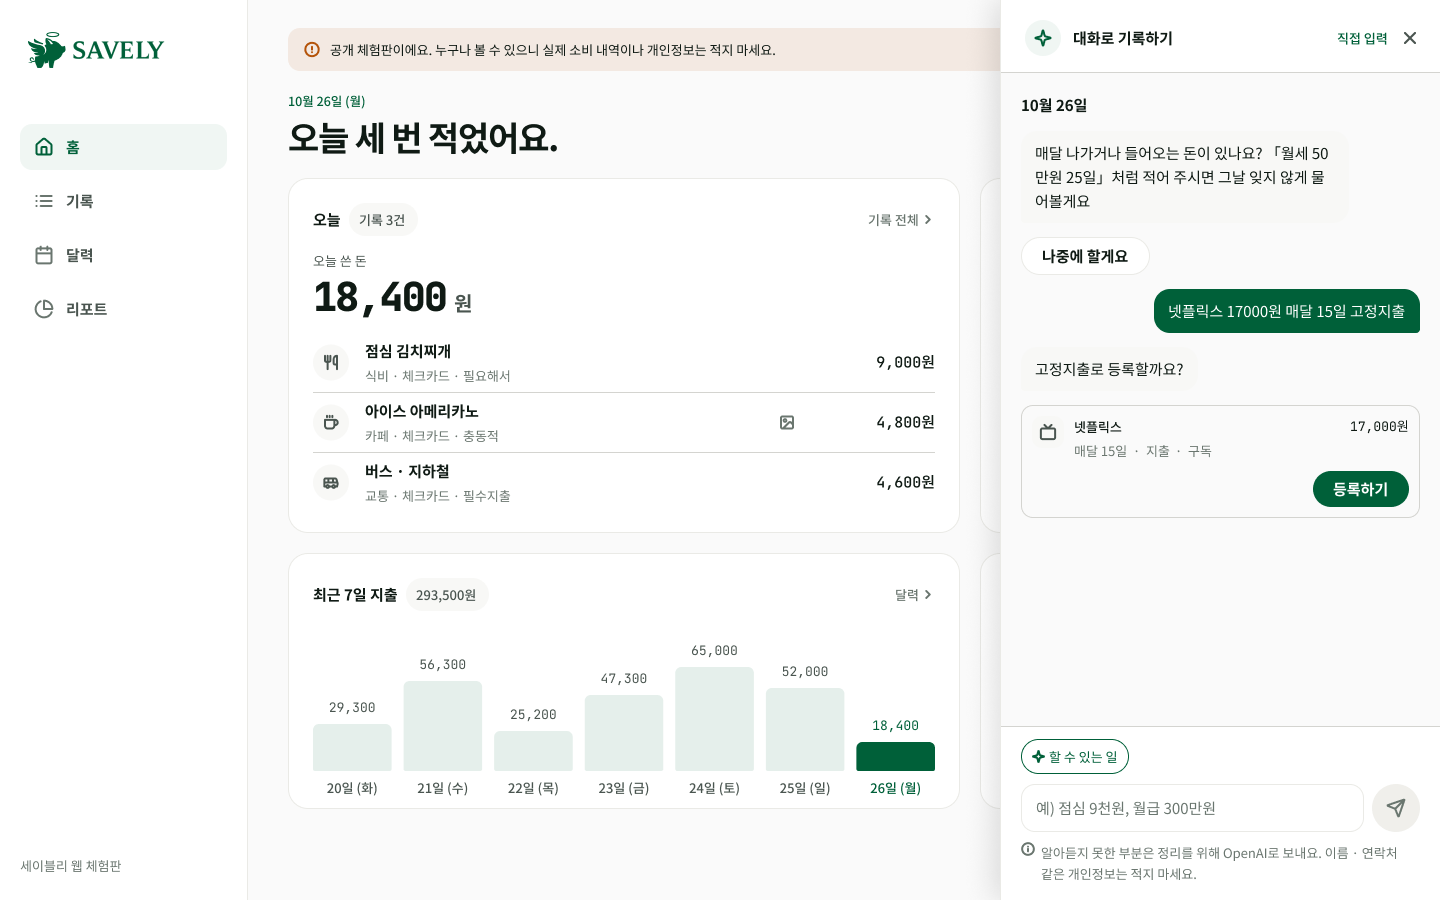 SAVELY
홈
기록
달력
리포트
세이블리 웹 체험판
공개 체험판이에요. 누구나 볼 수 있으니 실제 소비 내역이나 개인정보는 적지 마세요.
10월 26일 (월)
오늘 세 번 적었어요.
오늘 기록 3건 기록 전체
오늘 쓴 돈
18,400 원
점심 김치찌개
식비 · 체크카드 · 필요해서
9,000원
아이스 아메리카노
카페 · 체크카드 · 충동적
4,800원
버스 · 지하철
교통 · 체크카드 · 필수지출
4,600원
최근 7일 지출 293,500원 달력
29,300 56,300 25,200 47,300 65,000 52,000 18,400
20일 (화) 21일 (수) 22일 (목) 23일 (금) 24일 (토) 25일 (일) 26일 (월)
대화로 기록하기 직접 입력
10월 26일
매달 나가거나 들어오는 돈이 있나요? 「월세 50
만원 25일」처럼 적어 주시면 그날 잊지 않게 물
어볼게요
나중에 할게요
넷플릭스 17000원 매달 15일 고정지출
고정지출로 등록할까요?
넷플릭스 17,000원
매달 15일 · 지출 · 구독
등록하기
할 수 있는 일
예) 점심 9천원, 월급 300만원
알아듣지 못한 부분은 정리를 위해 OpenAI로 보내요. 이름 · 연락처
같은 개인정보는 적지 마세요.